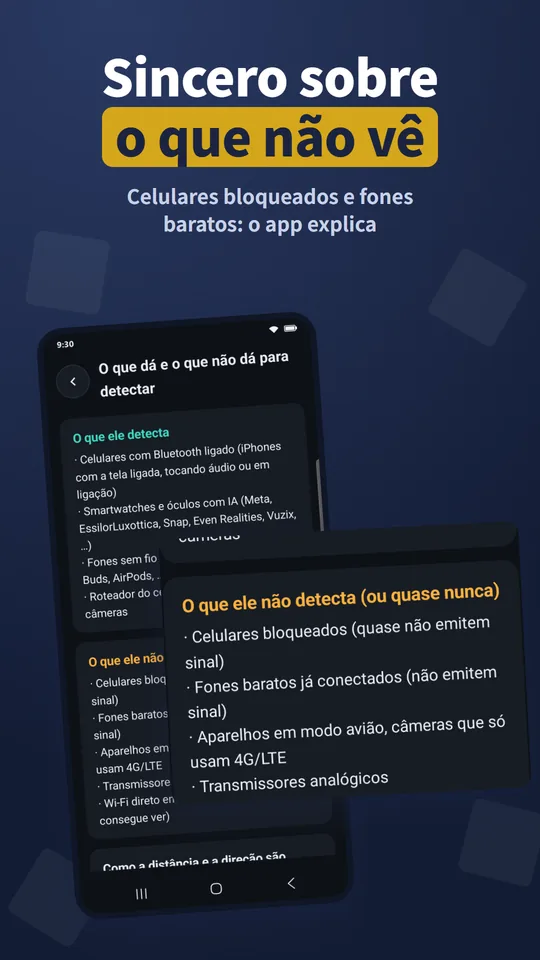 Sincero sobre
o que não vê
Celulares bloqueados e fones
baratos: o app explica
9:30
O que dá e o que não dá para
detectar
O que ele detecta
· Celulares com Bluetooth ligado (iPhones
com a tela ligada, tocando áudio ou em
ligação)
· Smartwatches e óculos com IA (Meta,
EssilorLuxottica, Snap, Even Realities, Vuzix,
...)
· Fones sem fio
Buds, AirPods, ..
· Roteador do
câmeras
O que ele não
· Celulares bloq
sinal)
· Fones baratos
sinal)
· Aparelhos em
usam 4G/LTE
· Transmissore
· Wi-Fi direto en
consegue ver)
Como a distância e a direção são
câmeras
O que ele não detecta (ou quase nunca)
· Celulares bloqueados (quase não emitem
sinal)
· Fones baratos já conectados (não emitem
sinal)
· Aparelhos em modo avião, câmeras que só
usam 4G/LTE
· Transmissores analógicos